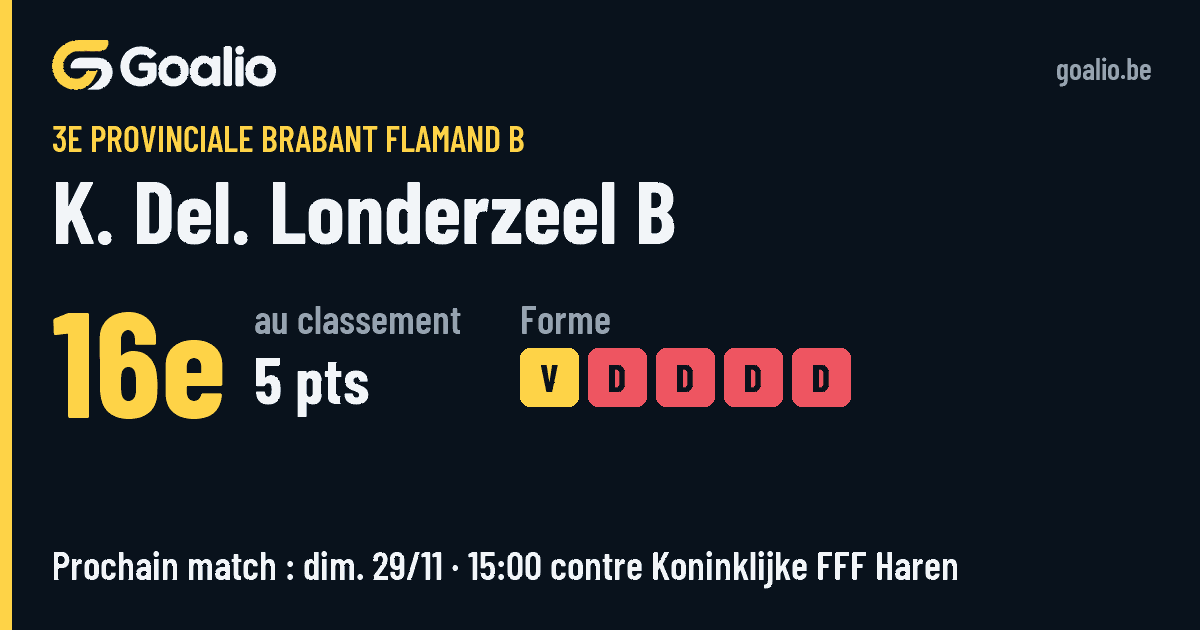 Goalio
goalio.be
3E PROVINCIALE BRABANT FLAMAND B
K. Del. Londerzeel B
16e
au classement
5 pts
Forme
V D D D D
Prochain match : dim. 29/11 · 15:00 contre Koninklijke FFF Haren